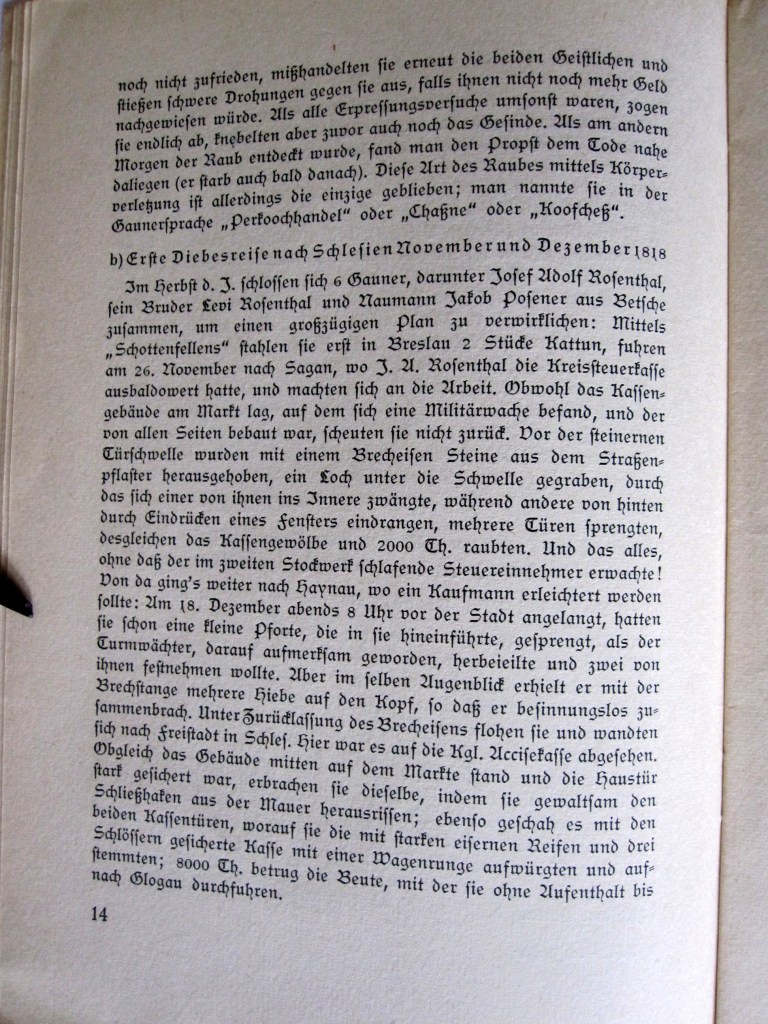 noch nicht zufrieden, mißhandelten sie erneut die beiden Geistlichen und
stießen schwere Drohungen gegen sie aus, falls ihnen nicht noch mehr Geld
nachgewiesen würde. Als alle Erpressungsversuche umsonst waren, zogen
sie endlich ab, knebelten aber zuvor auch noch das Gesinde. Als am andern
Morgen der Raub entdeckt wurde, fand man den Propst dem Tode nahe
daliegen (er starb auch bald danach). Diese Art des Raubes mittels Körper-
verletzung ist allerdings die einzige geblieben; man nannte sie in der
Gaunersprache „Perkoochhandel“ oder „Chaßne“ oder „Koofcheß“.
b) Erste Diebesreise nach Schlesien November und Dezember 1818
Im Herbst d. J. schlossen sich 6 Gauner, darunter Josef Adolf Rosenthal,
sein Bruder Levi Rosenthal und Naumann Jakob Posener aus Betsche
zusammen, um einen großzügigen Plan zu verwirklichen: Mittels
„Schottenfellens“ stahlen sie erst in Breslau 2 Stücke Kattun, fuhren
am 26. November nach Sagan, wo J. A. Rosenthal die Kreissteuerkasse
ausbaldowert hatte, und machten sich an die Arbeit. Obwohl das Kassen-
gebäude am Markt lag, auf dem sich eine Militärwache befand, und der
von allen Seiten bebaut war, scheuten sie nicht zurück. Vor der steinernen
Türschwelle wurden mit einem Brecheisen Steine aus dem Straßen-
pflaster herausgehoben, ein Loch unter die Schwelle gegraben, durch
das sich einer von ihnen ins Innere zwängte, während andere von hinten
durch Eindrücken eines Fensters eindrangen, mehrere Türen sprengten,
desgleichen das Kassengewölbe und 2000 Th. raubten. Und das alles,
ohne daß der im zweiten Stockwerk schlafende Steuereinnehmer erwachte!
Von da ging's weiter nach Haynau, wo ein Kaufmann erleichtert werden
sollte: Am 18. Dezember abends 8 Uhr vor der Stadt angelangt, hatten
sie schon eine kleine Pforte, die in sie hineinführte, gesprengt, als der
Turmwächter, darauf aufmerksam geworden, herbeieilte und zwei von
ihnen festnehmen wollte. Aber im selben Augenblick erhielt er mit der
Brechstange mehrere Hiebe auf den Kopf, so daß er besinnungslos zu-
sammenbrach. Unter Zurücklassung des Brecheisens flohen sie und wandten
sich nach Freistadt in Schles. Hier war es auf die Kgl. Accisekasse abgesehen.
Obgleich das Gebäude mitten auf dem Markte stand und die Haustür
stark gesichert war, erbrachen sie dieselbe, indem sie gewaltsam den
Schließhaken aus der Mauer herausrissen; ebenso geschah es mit den
beiden Kassentüren, worauf sie die mit starken eisernen Reifen und drei
Schlössern gesicherte Kasse mit einer Wagenrunge aufwürgten und auf-
stemmten; 8000 Th. betrug die Beute, mit der sie ohne Aufenthalt bis
nach Glogau durchfuhren.
14